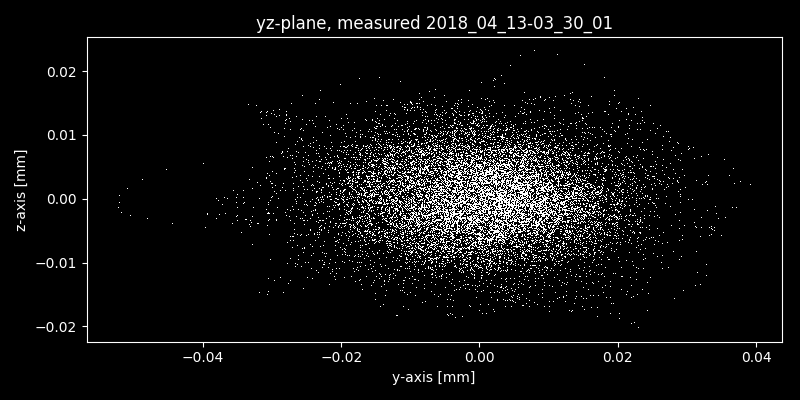 yz-plane, measured 2018_04_13-03_30_01
z-axis [mm]
0.02
0.01
0.00
−0.01
−0.02
−0.04 −0.02 0.00 0.02 0.04
y-axis [mm]